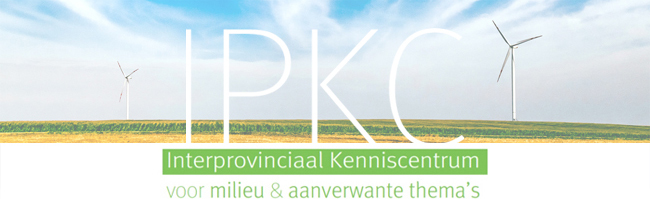 IPKC
Interprovinciaal Kenniscentrum
voor milieu & aanverwante thema's